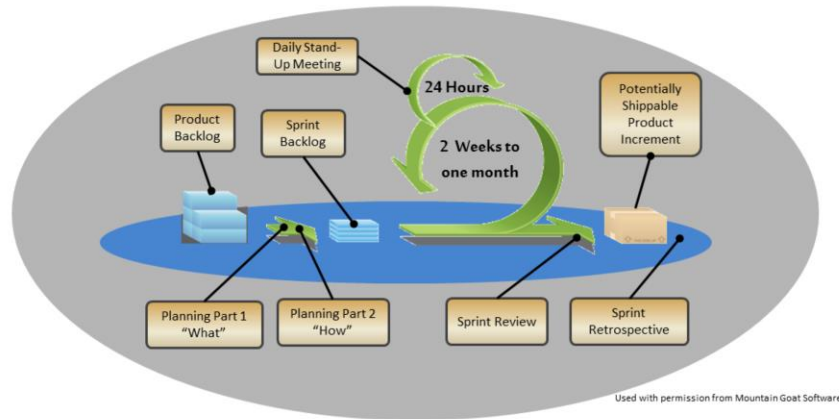 Daily Stand-
Up Meeting
24 Hours
Potentially
Shippable
Product
Increment
Product
Backlog
Sprint
Backlog
2 Weeks to
one month
Planning Part 1
“What”
Planning Part 2
“How”
Sprint Review
Sprint
Retrospective
Used with permission from Mountain Goat Software